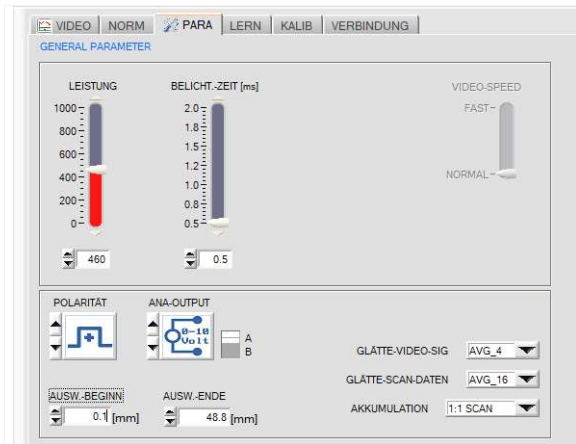 VIDEO NORM PARA LERN KALIB VERBINDUNG
GENERAL PARAMETER
LEISTUNG BELICHT.-ZEIT [ms] VIDEO-SPEED
1000 2.0 FAST
800 1.8
600 1.5
400 1.2 NORMAL
1.0
200 0.8
0 0.5
460 0.5
POLARITÄT ANA-OUTPUT
0-10
Volt
A
B
GLÄTTE-VIDEO-SIG AVG_4
GLÄTTE-SCAN-DATEN AVG_16
AUSW.-BEGINN AUSW.-ENDE
AKKUMULATION 1:1 SCAN
0.1 [mm] 48.8 [mm]